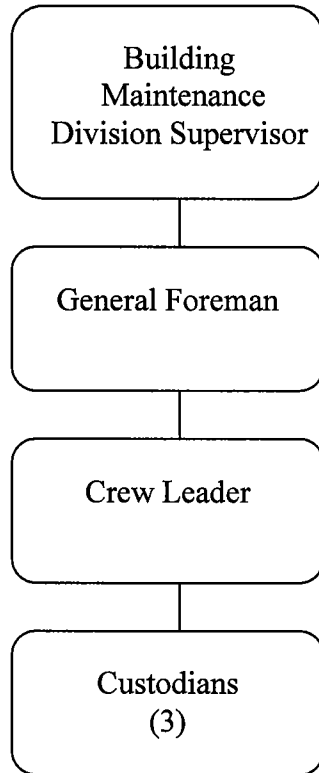 Building
Maintenance
Division Supervisor
General Foreman
Crew Leader
Custodians
(3)